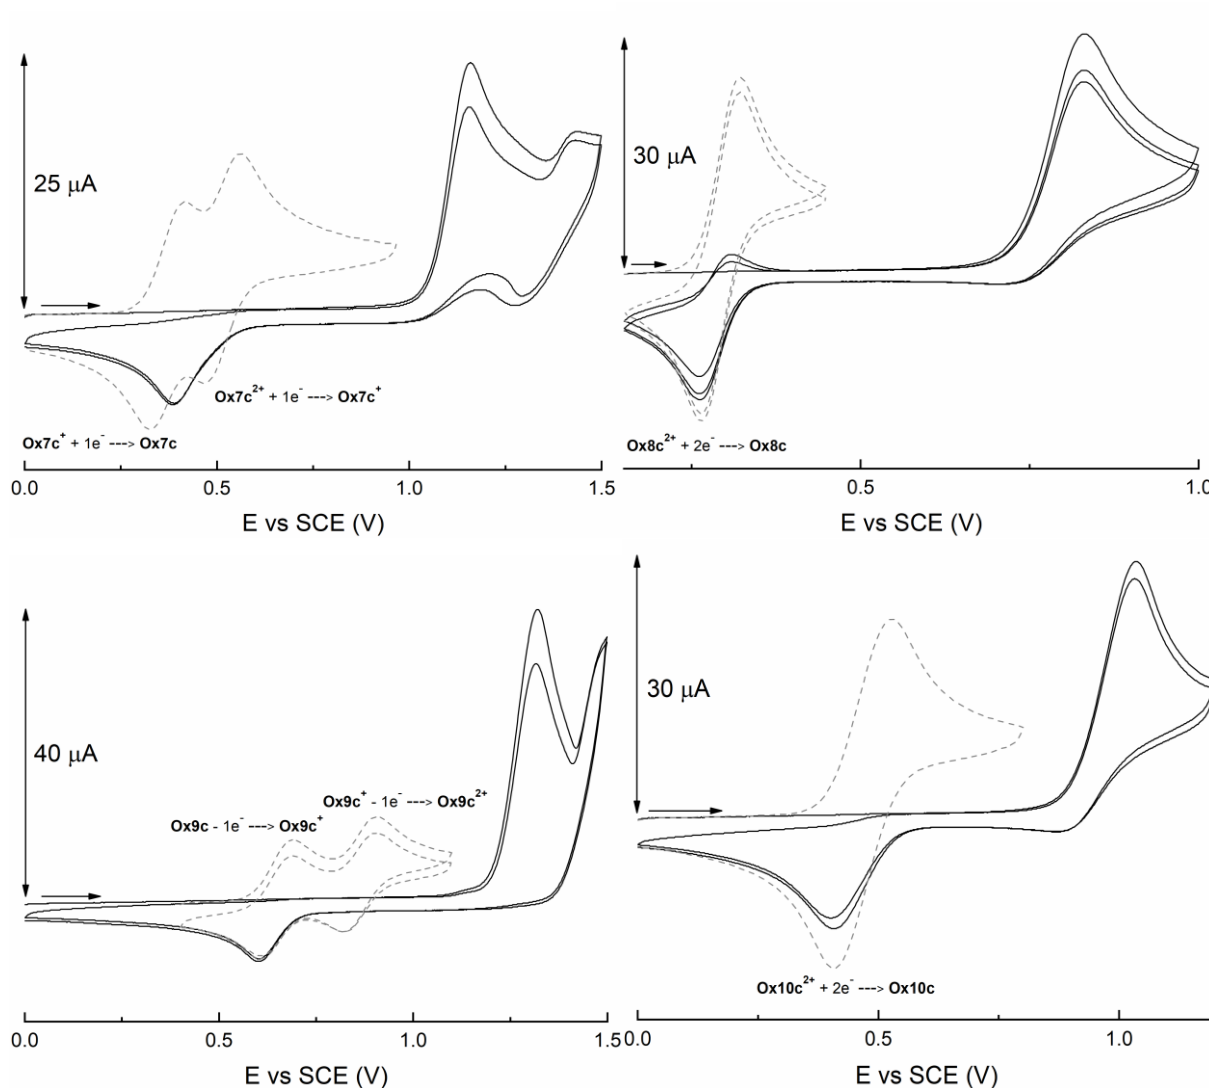 25 μA
Ox7c²⁺ + 1e⁻ ---> Ox7c⁺
Ox7c⁺ + 1e⁻ ---> Ox7c
0.0 0.5 1.0 1.5
E vs SCE (V)
30 μA
Ox8c²⁺ + 2e⁻ ---> Ox8c
0.5 1.0
E vs SCE (V)
40 μA
Ox9c⁺ - 1e⁻ ---> Ox9c²⁺
Ox9c - 1e⁻ ---> Ox9c⁺
0.0 0.5 1.0 1.5
E vs SCE (V)
30 μA
Ox10c²⁺ + 2e⁻ ---> Ox10c
0.0 0.5 1.0
E vs SCE (V)